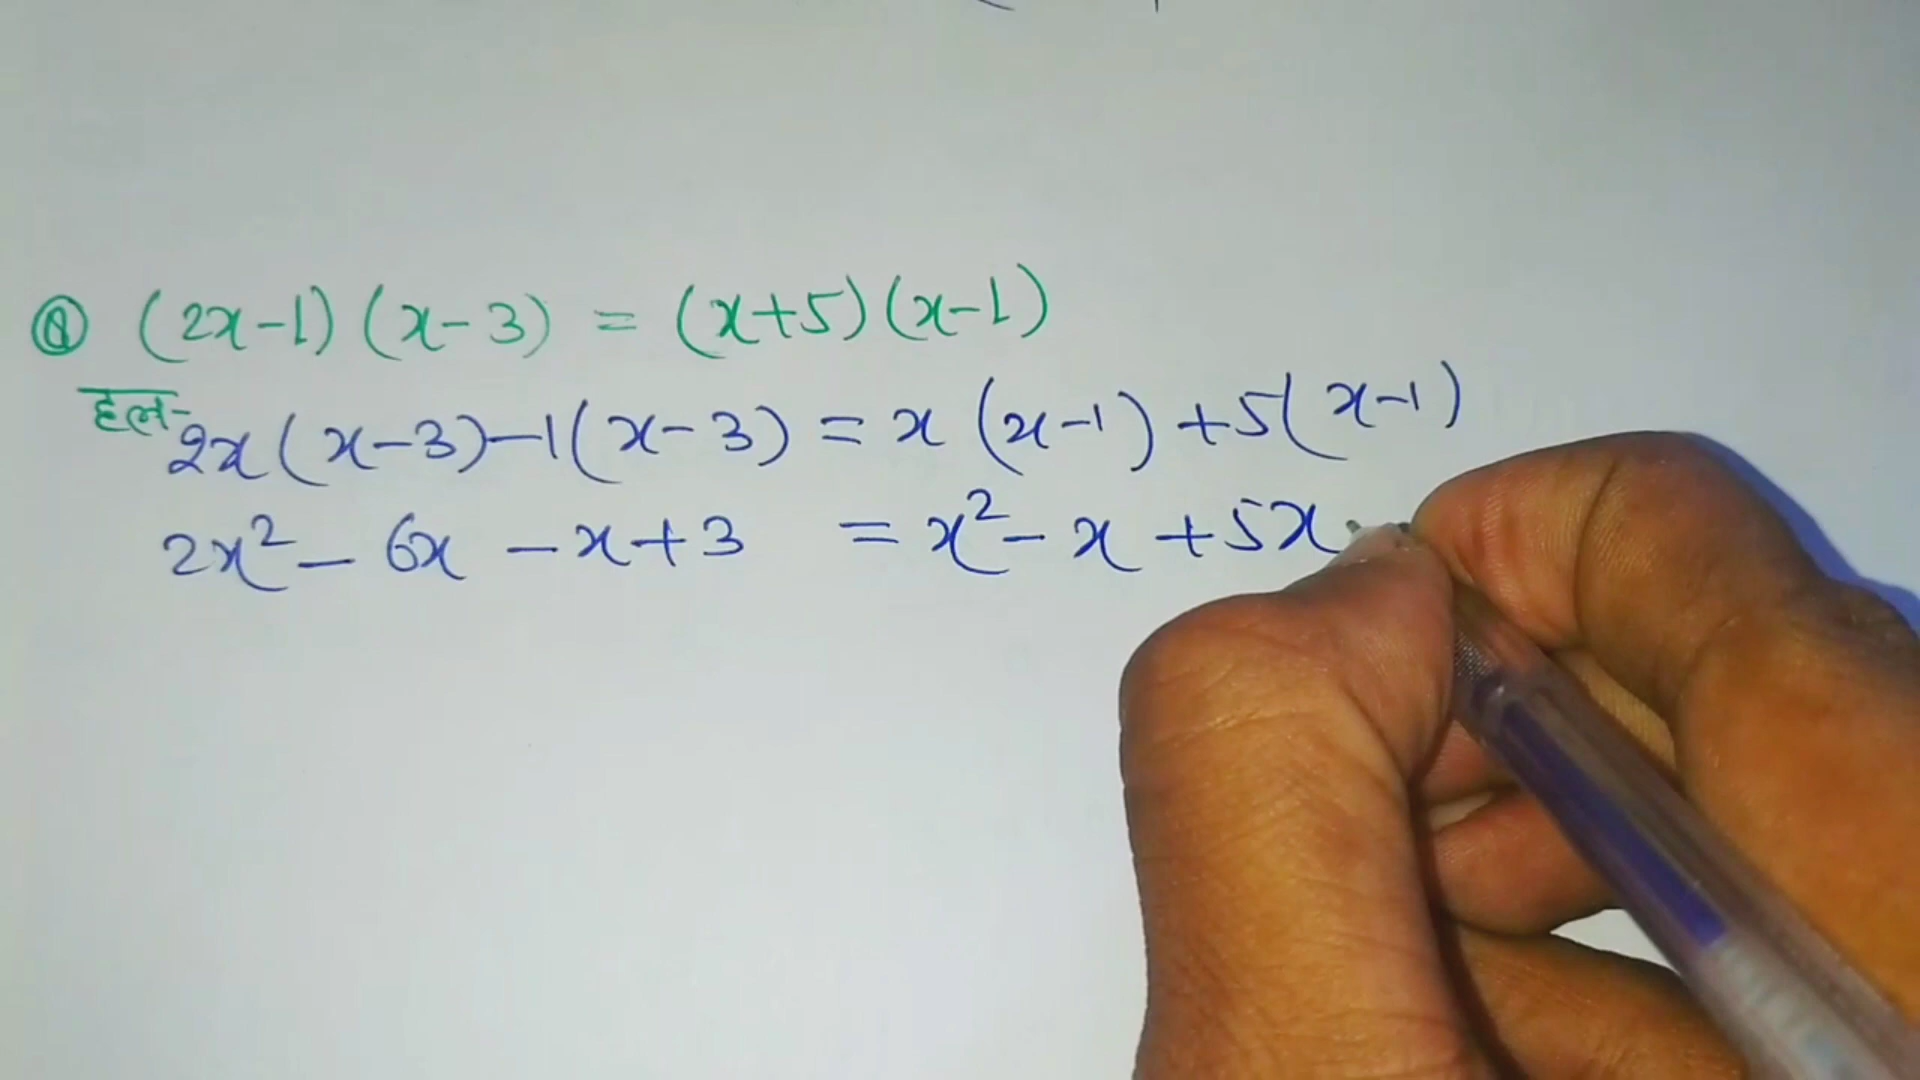 Ⓠ (2x-1)(x-3) = (x+5)(x-1)
हल- 2x(x-3)-1(x-3) = x(x-1)+5(x-1)
2x² - 6x - x+3 = x² - x + 5x